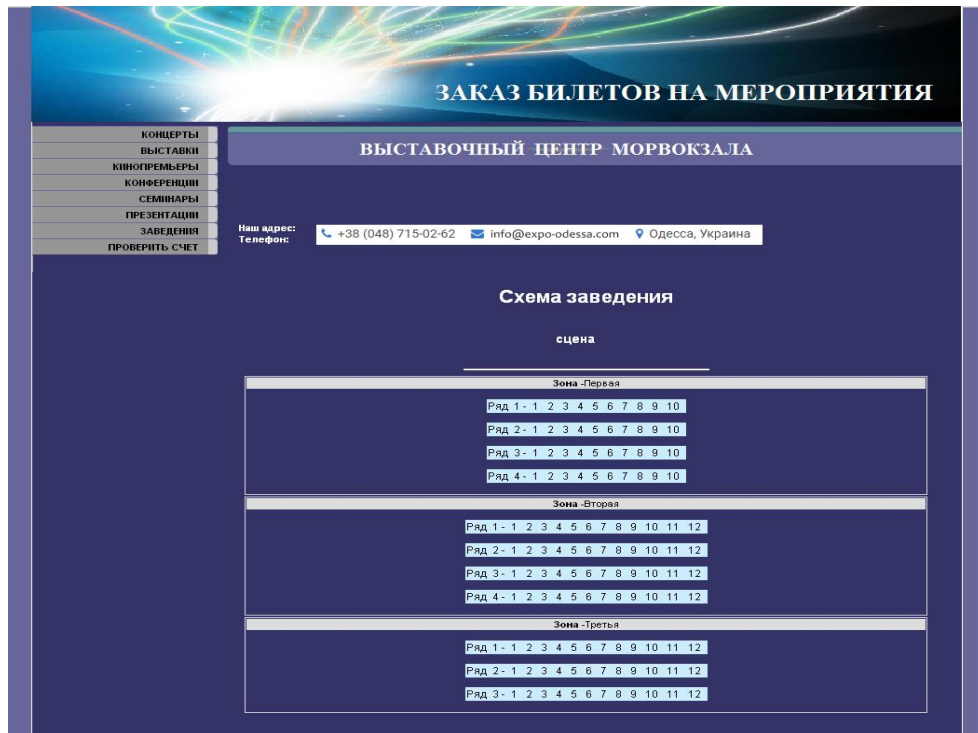 ЗАКАЗ БИЛЕТОВ НА МЕРОПРИЯТИЯ
КОНЦЕРТЫ
ВЫСТАВКИ
КИНОПРЕМЬЕРЫ
КОНФЕРЕНЦИИ
СЕМИНАРЫ
ПРЕЗЕНТАЦИИ
ЗАВЕДЕНИЯ
ПРОВЕРИТЬ СЧЕТ
ВЫСТАВОЧНЫЙ ЦЕНТР МОРВОКЗАЛА
Наш адрес:
Телефон:
+38 (048) 715-02-62 info@expo-odessa.com Одесса, Украина
Схема заведения
сцена
Зона -Первая
Ряд 1- 1 2 3 4 5 6 7 8 9 10
Ряд 2- 1 2 3 4 5 6 7 8 9 10
Ряд 3- 1 2 3 4 5 6 7 8 9 10
Ряд 4- 1 2 3 4 5 6 7 8 9 10
Зона -Вторая
Ряд 1- 1 2 3 4 5 6 7 8 9 10 11 12
Ряд 2- 1 2 3 4 5 6 7 8 9 10 11 12
Ряд 3- 1 2 3 4 5 6 7 8 9 10 11 12
Ряд 4- 1 2 3 4 5 6 7 8 9 10 11 12
Зона -Третья
Ряд 1- 1 2 3 4 5 6 7 8 9 10 11 12
Ряд 2- 1 2 3 4 5 6 7 8 9 10 11 12
Ряд 3- 1 2 3 4 5 6 7 8 9 10 11 12